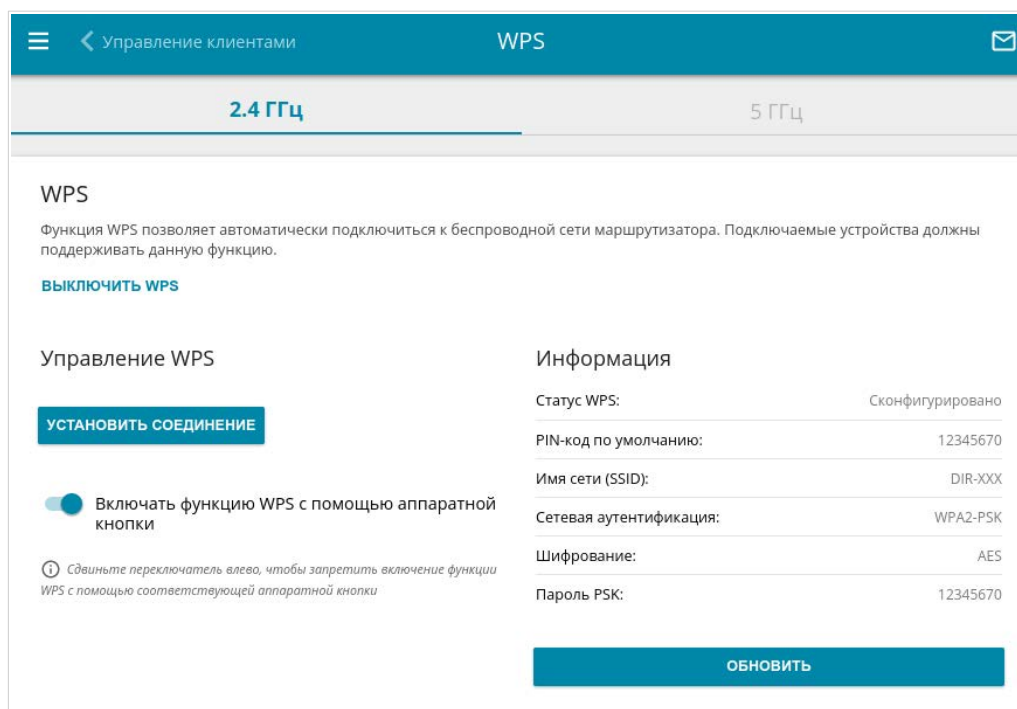 Управление клиентами
WPS
2.4 ГГц
5 ГГц
WPS
Функция WPS позволяет автоматически подключиться к беспроводной сети маршрутизатора. Подключаемые устройства должны
поддерживать данную функцию.
ВЫКЛЮЧИТЬ WPS
Управление WPS
УСТАНОВИТЬ СОЕДИНЕНИЕ
Включать функцию WPS с помощью аппаратной
кнопки
Сдвиньте переключатель влево, чтобы запретить включение функции
WPS с помощью соответствующей аппаратной кнопки
Информация
Статус WPS: Сконфигурировано
PIN-код по умолчанию: 12345670
Имя сети (SSID): DIR-XXX
Сетевая аутентификация: WPA2-PSK
Шифрование: AES
Пароль PSK: 12345670
ОБНОВИТЬ